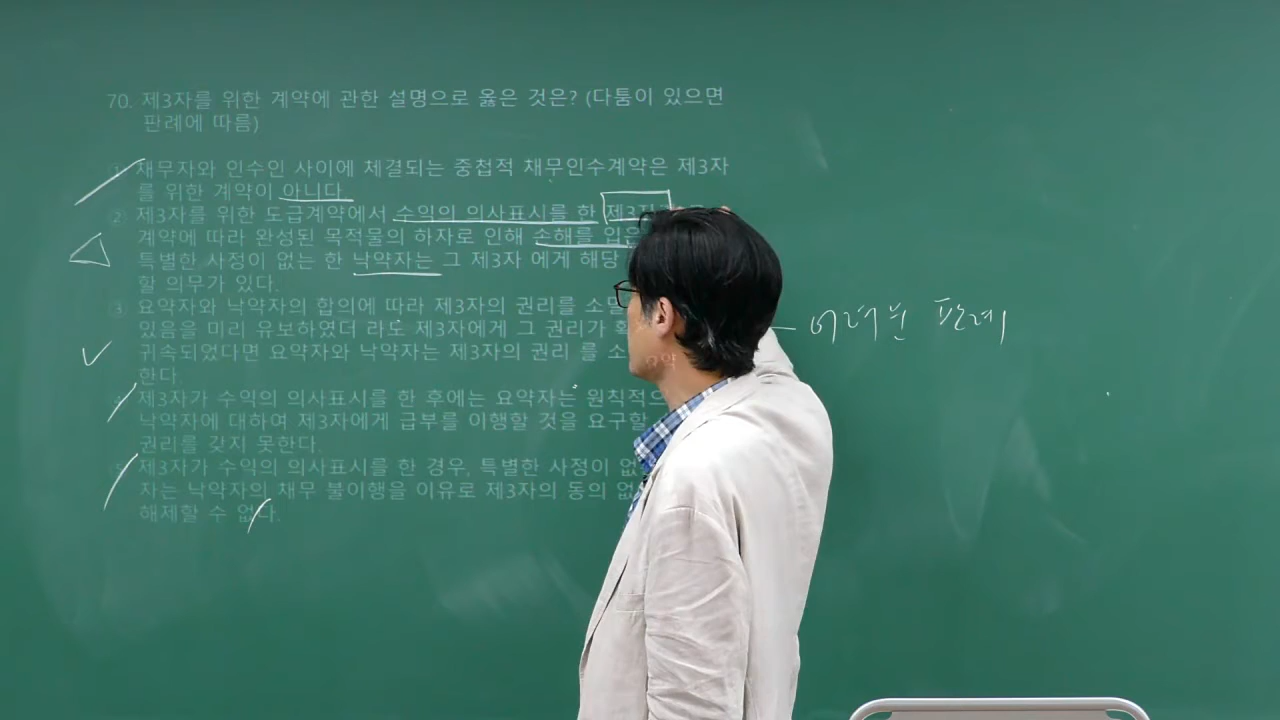 70. 제3자를 위한 계약에 관한 설명으로 옳은 것은? (다툼이 있으면
판례에 따름)
채무자와 인수인 사이에 체결되는 중첩적 채무인수계약은 제3자
를 위한 계약이 아니다.
② 제3자를 위한 도급계약에서 수익의 의사표시를 한 제3자
계약에 따라 완성된 목적물의 하자로 인해 손해를 입은
특별한 사정이 없는 한 낙약자는 그 제3자 에게 해당
할 의무가 있다.
③ 요약자와 낙약자의 합의에 따라 제3자의 권리를 소멸
있음을 미리 유보하였더 라도 제3자에게 그 권리가 확
귀속되었다면 요약자와 낙약자는 제3자의 권리 를 소
한다
제3자가 수익의 의사표시를 한 후에는 요약자는 원칙적으
낙약자에 대하여 제3자에게 급부를 이행할 것을 요구할
권리를 갖지 못한다.
제3자가 수익의 의사표시를 한 경우, 특별한 사정이 없
자는 낙약자의 채무 불이행을 이유로 제3자의 동의 없
해제할 수 없다.
판례